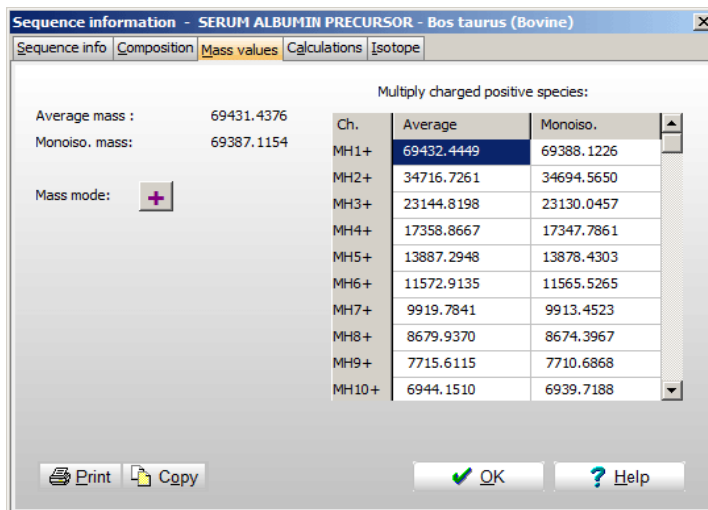 Sequence information - SERUM ALBUMIN PRECURSOR - Bos taurus (Bovine)
Sequence info Composition Mass values Calculations Isotope
Average mass : 69431.4376
Monoiso. mass: 69387.1154
Mass mode: +
Multiply charged positive species:
Ch. Average Monoiso.
MH1+ 69432.4449 69388.1226
MH2+ 34716.7261 34694.5650
MH3+ 23144.8198 23130.0457
MH4+ 17358.8667 17347.7861
MH5+ 13887.2948 13878.4303
MH6+ 11572.9135 11565.5265
MH7+ 9919.7841 9913.4523
MH8+ 8679.9370 8674.3967
MH9+ 7715.6115 7710.6868
MH10+ 6944.1510 6939.7188
Print Copy OK ? Help